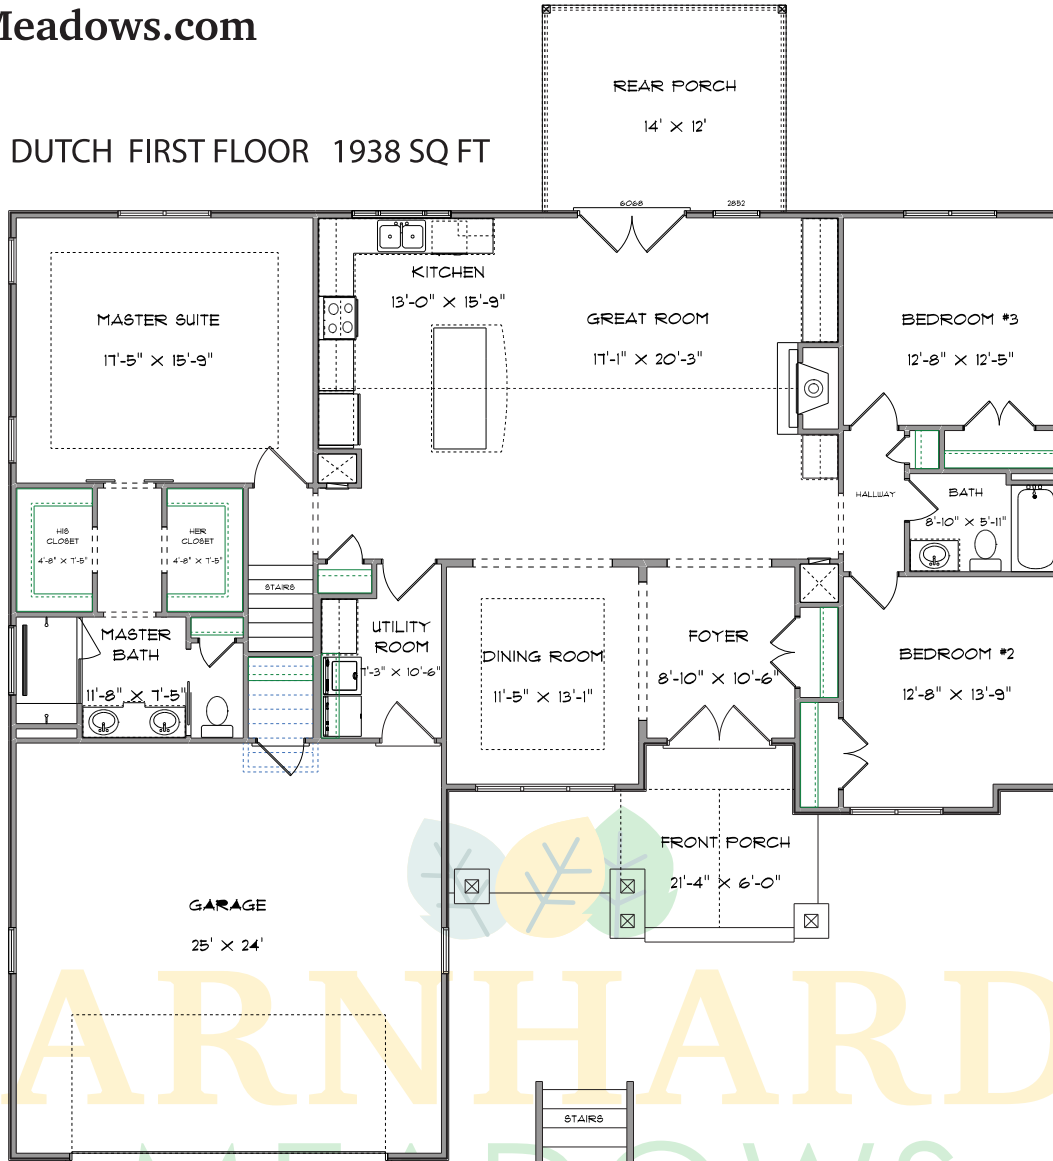 Meadows.com
DUTCH FIRST FLOOR 1938 SQ FT
REAR PORCH
14' X 12'
6068
2852
KITCHEN
13'-0" X 15'-9"
MASTER SUITE
17'-5" X 15'-9"
GREAT ROOM
17'-1" X 20'-3"
BEDROOM #3
12'-8" X 12'-5"
HALLWAY
BATH
8'-10" X 5'-11"
HIS
CLOSET
4'-8" X 7'-5"
HER
CLOSET
4'-8" X 7'-5"
STAIRS
MASTER
BATH
11'-8" X 7'-5"
UTILITY
ROOM
7'-3" X 10'-6"
DINING ROOM
11'-5" X 13'-1"
FOYER
8'-10" X 10'-6"
BEDROOM #2
12'-8" X 13'-9"
FRONT PORCH
21'-4" X 6'-0"
GARAGE
25' X 24'
ARNHARD
STAIRS
MEADOWS